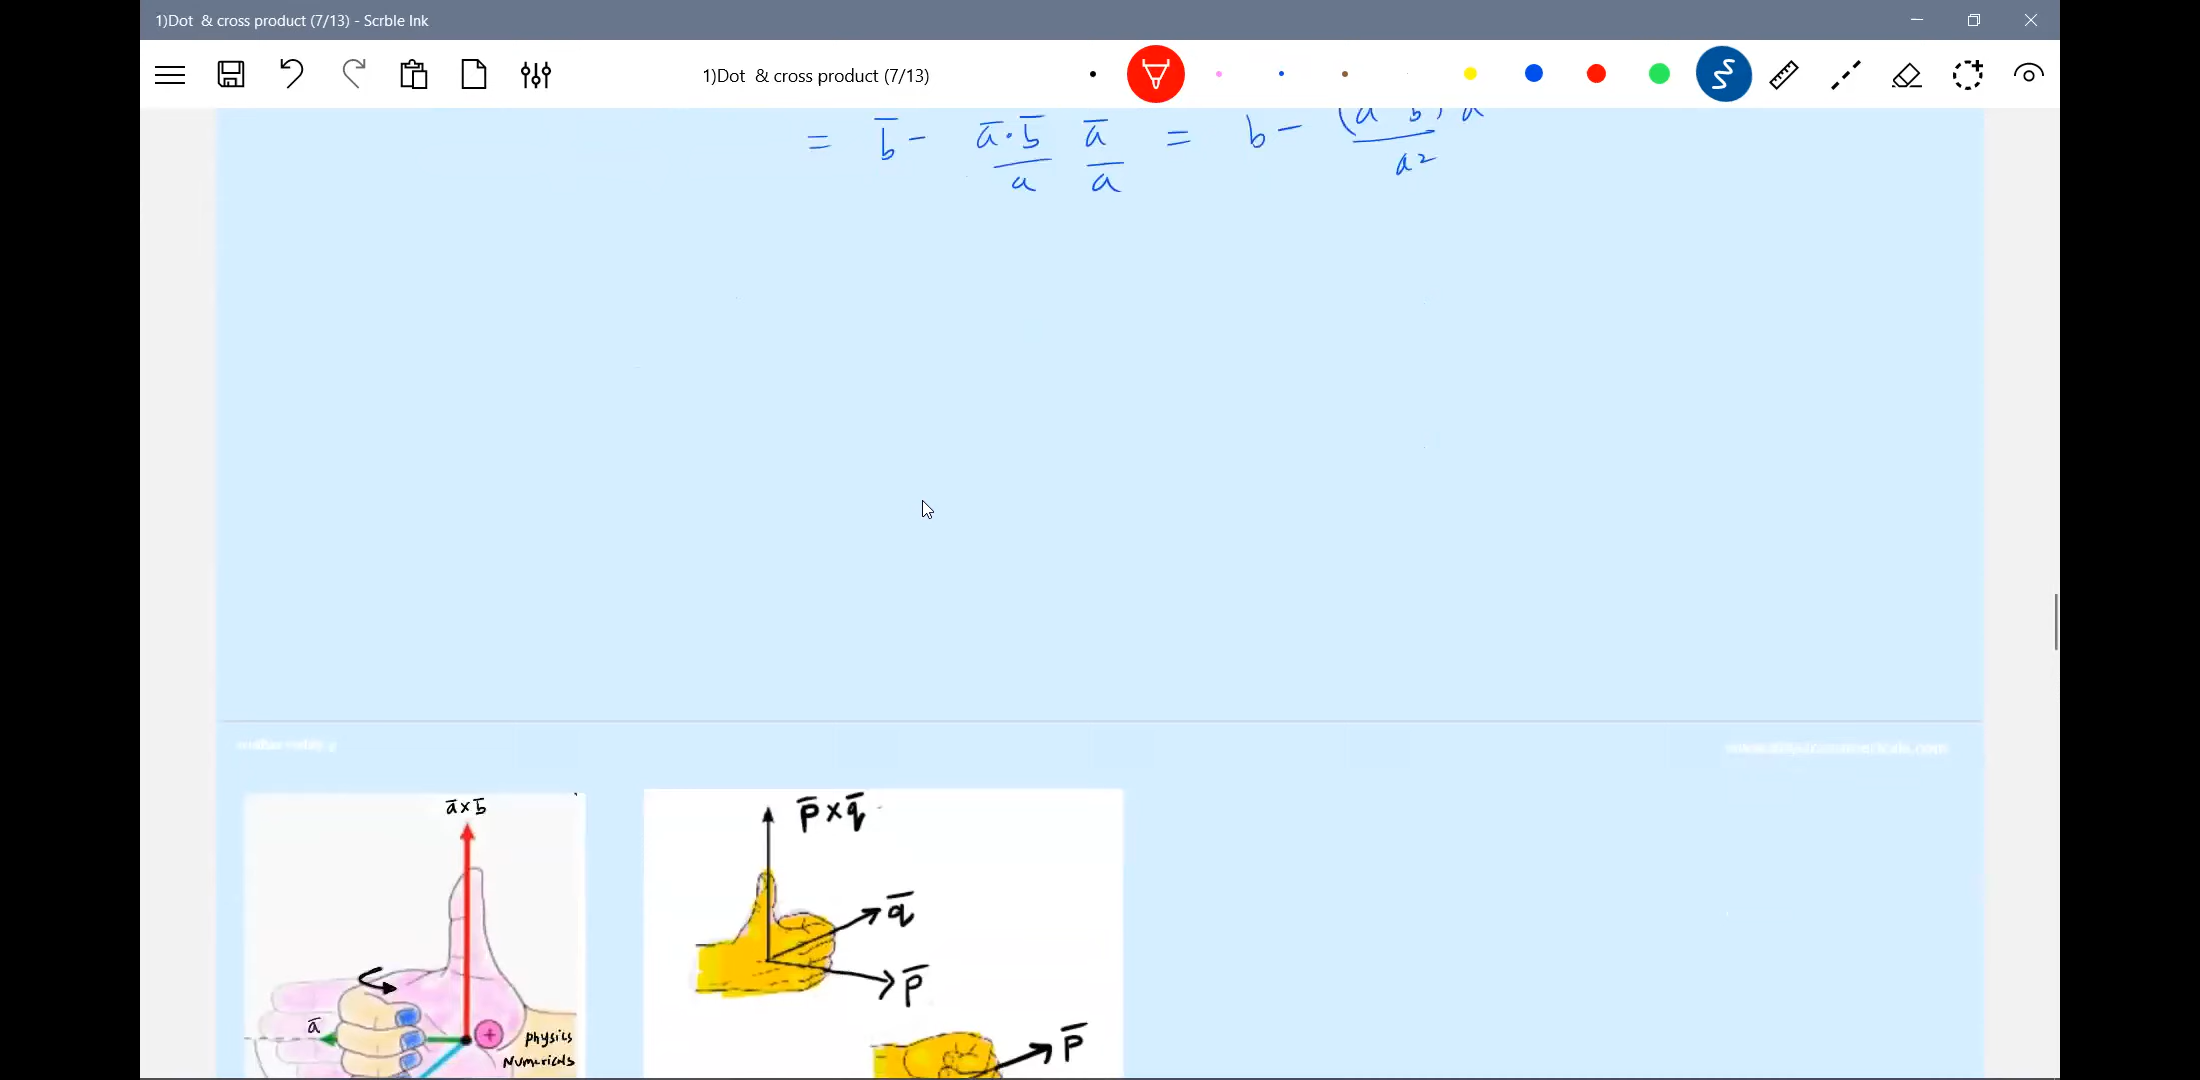 1)Dot & cross product (7/13) - Scrble Ink
1)Dot & cross product (7/13)
= b̅ - a̅·b̅/a a̅/a = b - (a b) a/a²
a̅×b̅
a̅
physics
Numericals
p̅×q̅
q̅
p̅
p̅